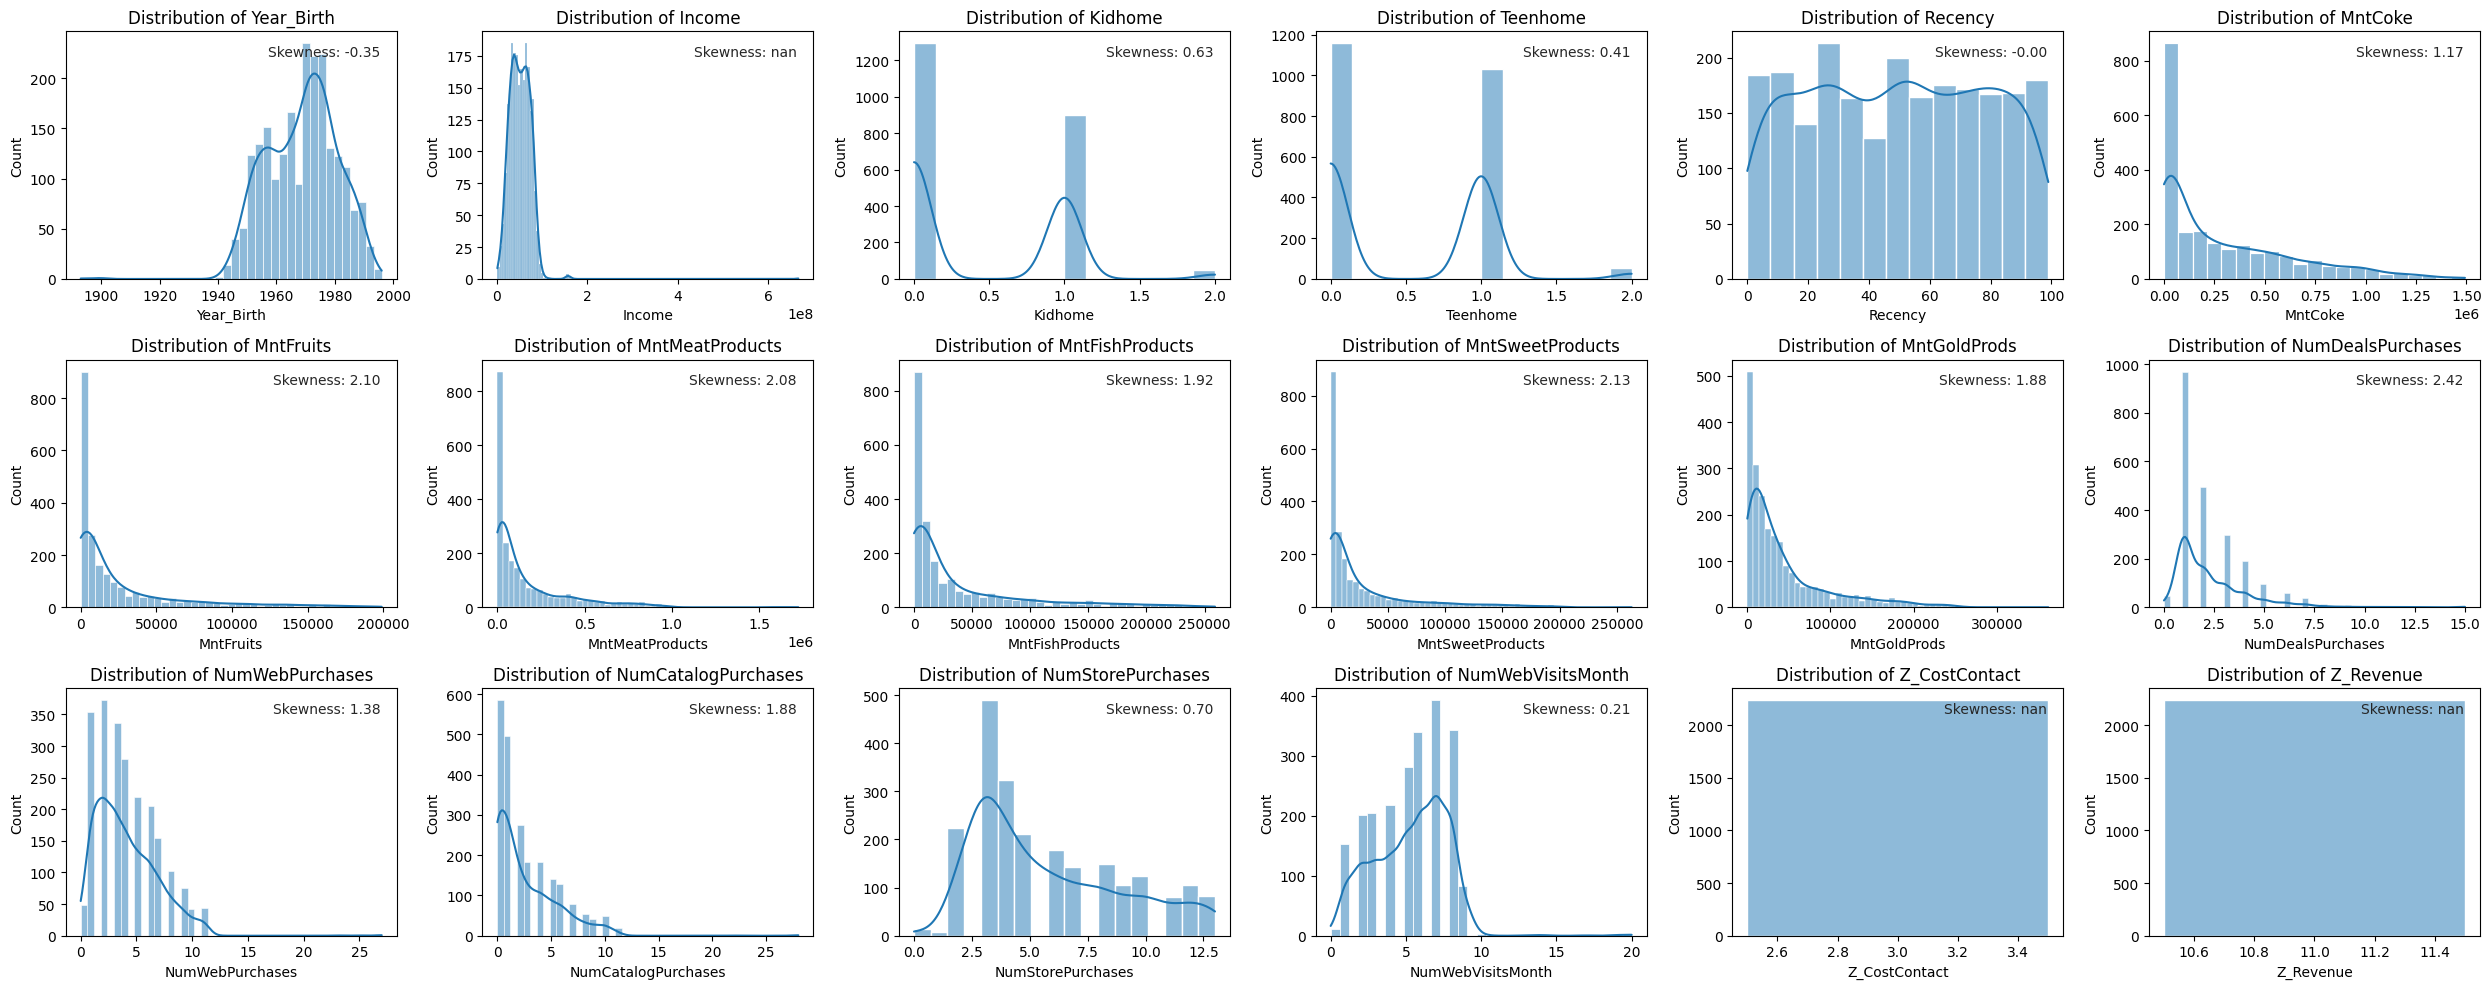 Distribution of Year_Birth
Skewness: -0.35
Count
0
50
100
150
200
1900
1920
1940
1960
1980
2000
Year_Birth
Distribution of Income
Skewness: nan
Count
0
25
50
75
100
125
150
175
0
2
4
6
1e8
Income
Distribution of Kidhome
Skewness: 0.63
Count
0
200
400
600
800
1000
1200
0.0
0.5
1.0
1.5
2.0
Kidhome
Distribution of Teenhome
Skewness: 0.41
Count
0
200
400
600
800
1000
1200
0.0
0.5
1.0
1.5
2.0
Teenhome
Distribution of Recency
Skewness: -0.00
Count
0
50
100
150
200
0
20
40
60
80
100
Recency
Distribution of MntCoke
Skewness: 1.17
Count
0
200
400
600
800
0.00
0.25
0.50
0.75
1.00
1.25
1.50
1e6
MntCoke
Distribution of MntFruits
Skewness: 2.10
Count
0
200
400
600
800
0
50000
100000
150000
200000
MntFruits
Distribution of MntMeatProducts
Skewness: 2.08
Count
0
200
400
600
800
0.0
0.5
1.0
1.5
1e6
MntMeatProducts
Distribution of MntFishProducts
Skewness: 1.92
Count
0
200
400
600
800
0
50000
100000
150000
200000
250000
MntFishProducts
Distribution of MntSweetProducts
Skewness: 2.13
Count
0
200
400
600
800
0
50000
100000
150000
200000
250000
MntSweetProducts
Distribution of MntGoldProds
Skewness: 1.88
Count
0
100
200
300
400
500
0
100000
200000
300000
MntGoldProds
Distribution of NumDealsPurchases
Skewness: 2.42
Count
0
200
400
600
800
1000
0.0
2.5
5.0
7.5
10.0
12.5
15.0
NumDealsPurchases
Distribution of NumWebPurchases
Skewness: 1.38
Count
0
50
100
150
200
250
300
350
0
5
10
15
20
25
NumWebPurchases
Distribution of NumCatalogPurchases
Skewness: 1.88
Count
0
100
200
300
400
500
600
0
5
10
15
20
25
NumCatalogPurchases
Distribution of NumStorePurchases
Skewness: 0.70
Count
0
100
200
300
400
500
0.0
2.5
5.0
7.5
10.0
12.5
NumStorePurchases
Distribution of NumWebVisitsMonth
Skewness: 0.21
Count
0
100
200
300
400
0
5
10
15
20
NumWebVisitsMonth
Distribution of Z_CostContact
Skewness: nan
Count
0
500
1000
1500
2000
2.6
2.8
3.0
3.2
3.4
Z_CostContact
Distribution of Z_Revenue
Skewness: nan
Count
0
500
1000
1500
2000
10.6
10.8
11.0
11.2
11.4
Z_Revenue